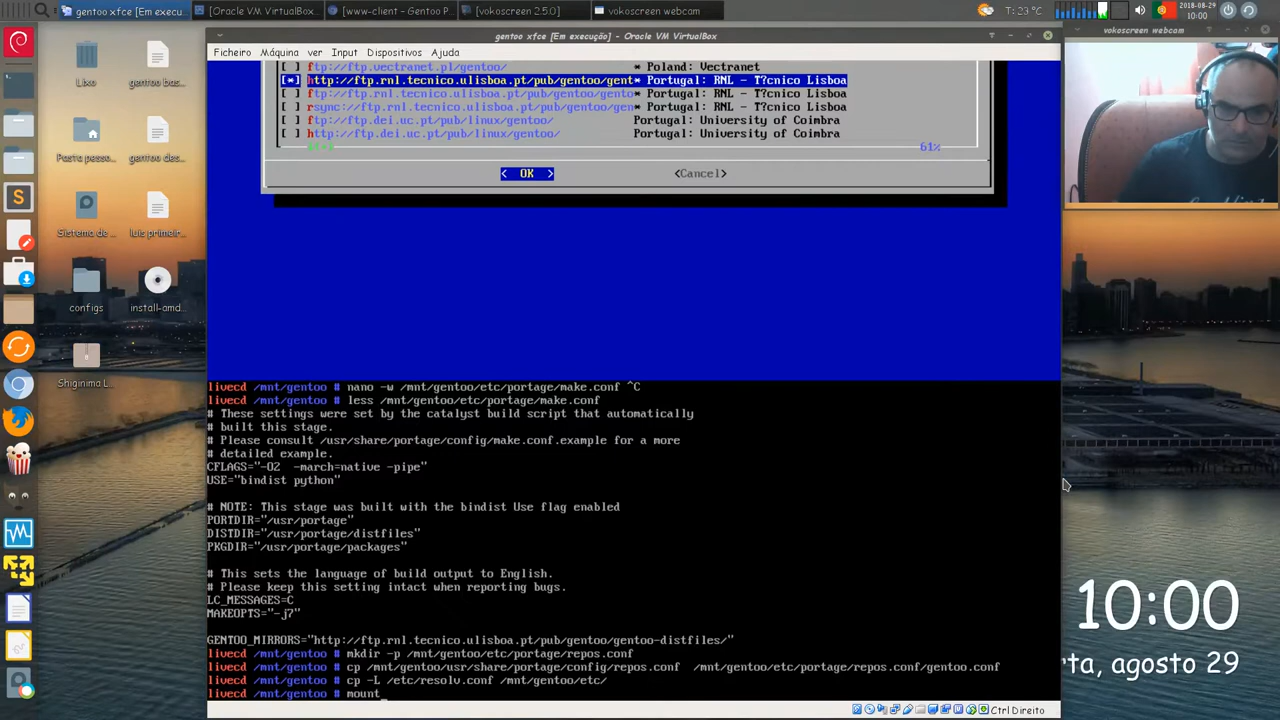 gentoo xfce [Em execu...
[Oracle VM VirtualBox...
[www-client – Gentoo P...
[vokoscreen 2.5.0]
vokoscreen webcam
T: 23 °C
2018-08-29
10:00
gentoo xfce [Em execução] - Oracle VM VirtualBox
vokoscreen webcam
Ficheiro Máquina ver Input Dispositivos Ajuda
[ ] ftp://ftp.vectranet.pl/gentoo/ * Poland: Vectranet
[*] http://ftp.rnl.tecnico.ulisboa.pt/pub/gentoo/gent* Portugal: RNL - T?cnico Lisboa
[ ] ftp://ftp.rnl.tecnico.ulisboa.pt/pub/gentoo/gento* Portugal: RNL - T?cnico Lisboa
[ ] rsync://ftp.rnl.tecnico.ulisboa.pt/pub/gentoo/gen* Portugal: RNL - T?cnico Lisboa
[ ] ftp://ftp.dei.uc.pt/pub/linux/gentoo/ Portugal: University of Coimbra
[ ] http://ftp.dei.uc.pt/pub/linux/gentoo/ Portugal: University of Coimbra
61%
< OK > <Cancel>
Lixo
gentoo bas...
Pasta pesso...
gentoo des...
Sistema de ...
luis primeir...
configs
install-amd...
Shiginima L...
livecd /mnt/gentoo # nano -w /mnt/gentoo/etc/portage/make.conf ^C
livecd /mnt/gentoo # less /mnt/gentoo/etc/portage/make.conf
# These settings were set by the catalyst build script that automatically
# built this stage.
# Please consult /usr/share/portage/config/make.conf.example for a more
# detailed example.
CFLAGS="-O2 -march=native -pipe"
USE="bindist python"
# NOTE: This stage was built with the bindist Use flag enabled
PORTDIR="/usr/portage"
DISTDIR="/usr/portage/distfiles"
PKGDIR="/usr/portage/packages"
# This sets the language of build output to English.
# Please keep this setting intact when reporting bugs.
LC_MESSAGES=C
MAKEOPTS="-j7"
GENTOO_MIRRORS="http://ftp.rnl.tecnico.ulisboa.pt/pub/gentoo/gentoo-distfiles/"
livecd /mnt/gentoo # mkdir -p /mnt/gentoo/etc/portage/repos.conf
livecd /mnt/gentoo # cp /mnt/gentoo/usr/share/portage/config/repos.conf /mnt/gentoo/etc/portage/repos.conf/gentoo.conf
livecd /mnt/gentoo # cp -L /etc/resolv.conf /mnt/gentoo/etc/
livecd /mnt/gentoo # mount_
Ctrl Direito
10:00
rta, agosto 29